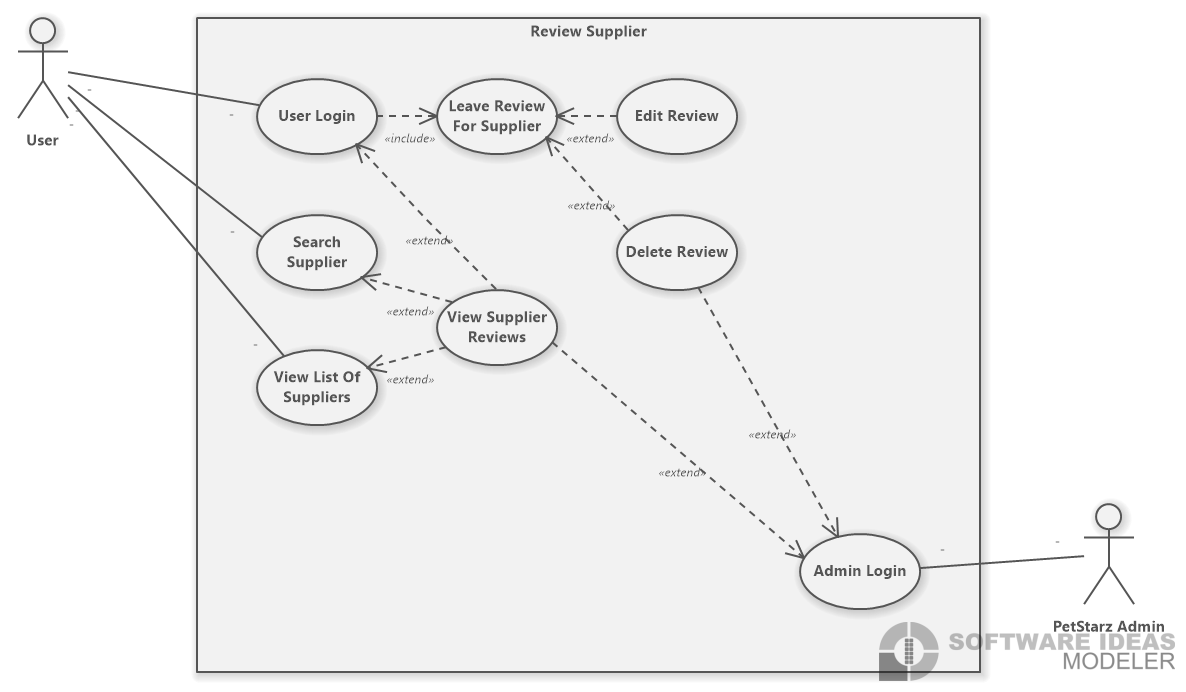 Review Supplier
User
User Login
Leave Review
For Supplier
Edit Review
«include»
«extend»
«extend»
Search
Supplier
«extend»
Delete Review
«extend»
View Supplier
Reviews
View List Of
Suppliers
«extend»
«extend»
«extend»
Admin Login
PetStarz Admin
SOFTWARE IDEAS
MODELER